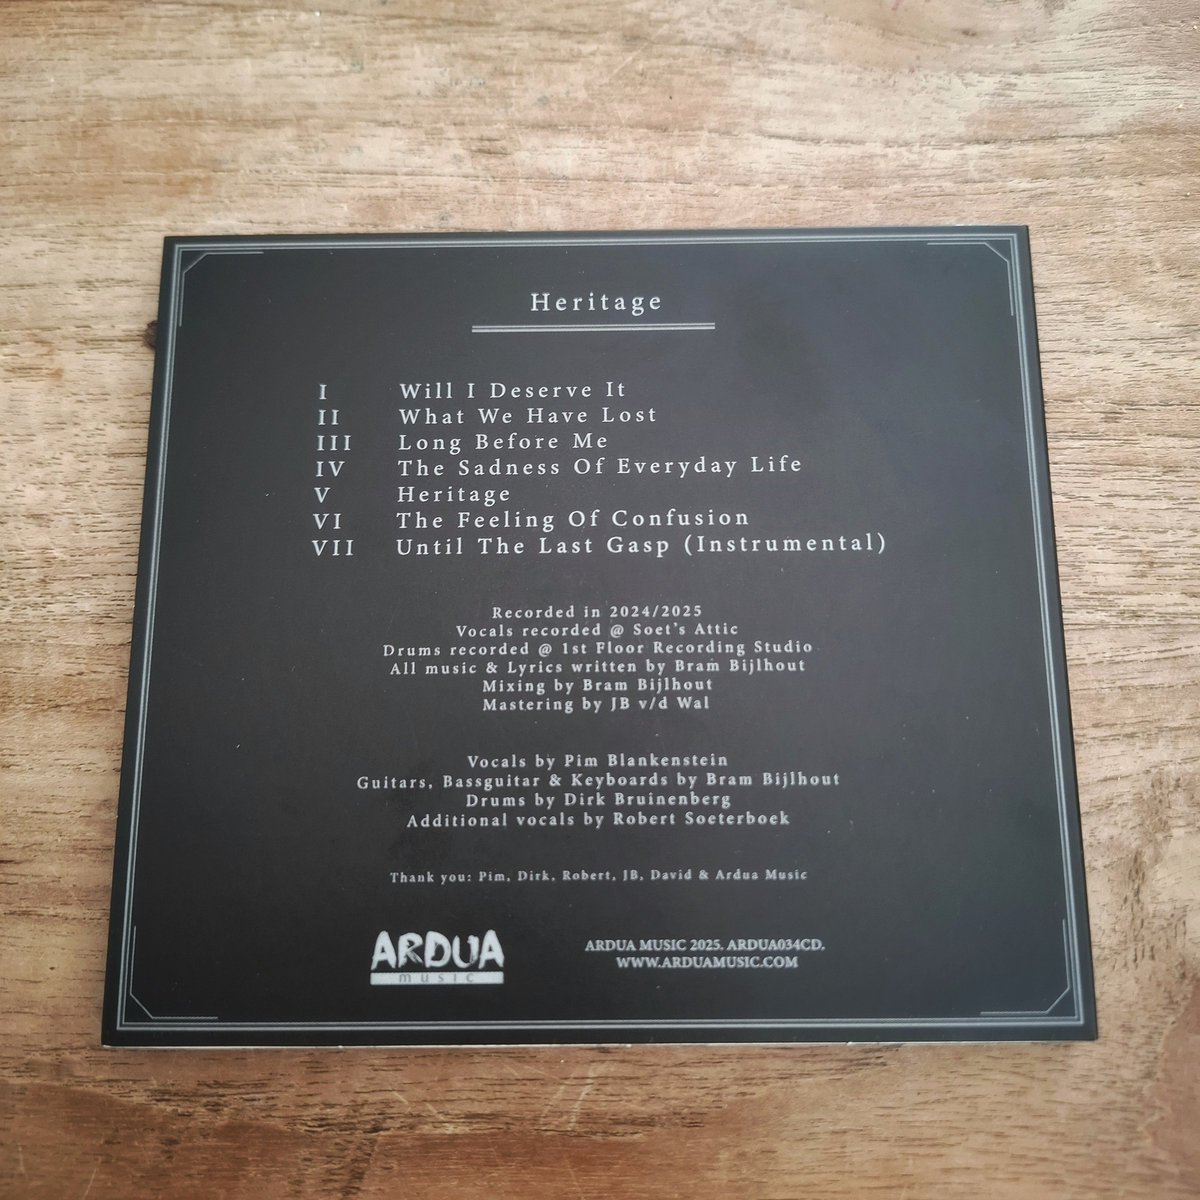 Heritage
I Will I Deserve It
II What We Have Lost
III Long Before Me
IV The Sadness Of Everyday Life
V Heritage
VI The Feeling Of Confusion
VII Until The Last Gasp (Instrumental)
Recorded in 2024/2025
Vocals recorded @ Soet's Attic
Drums recorded @ 1st Floor Recording Studio
All music & Lyrics written by Bram Bijlhout
Mixing by Bram Bijlhout
Mastering by JB v/d Wal
Vocals by Pim Blankenstein
Guitars, Bassguitar & Keyboards by Bram Bijlhout
Drums by Dirk Bruinenberg
Additional vocals by Robert Soeterboek
Thank you: Pim, Dirk, Robert, JB, David & Ardua Music
ARDUA
music
ARDUA MUSIC 2025. ARDUA034CD.
WWW.ARDUAMUSIC.COM